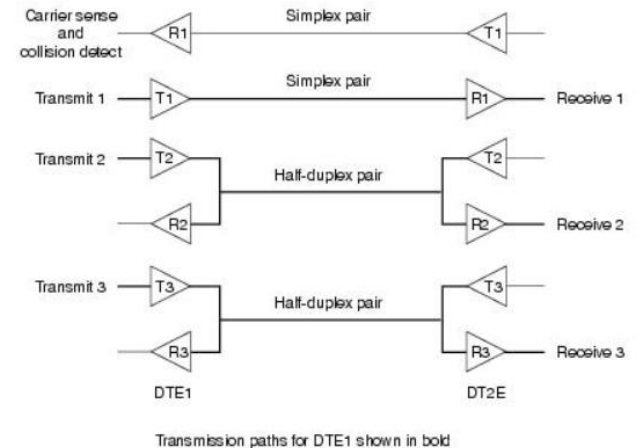 Carrier sense
and
collision detect
R1
Simplex pair
T1
Transmit 1
T1
Simplex pair
R1
Receive 1
Transmit 2
T2
T2
Half-duplex pair
R2
R2
Receive 2
Transmit 3
T3
T3
Half-duplex pair
R3
R3
Receive 3
DTE1
DT2E
Transmission paths for DTE1 shown in bold